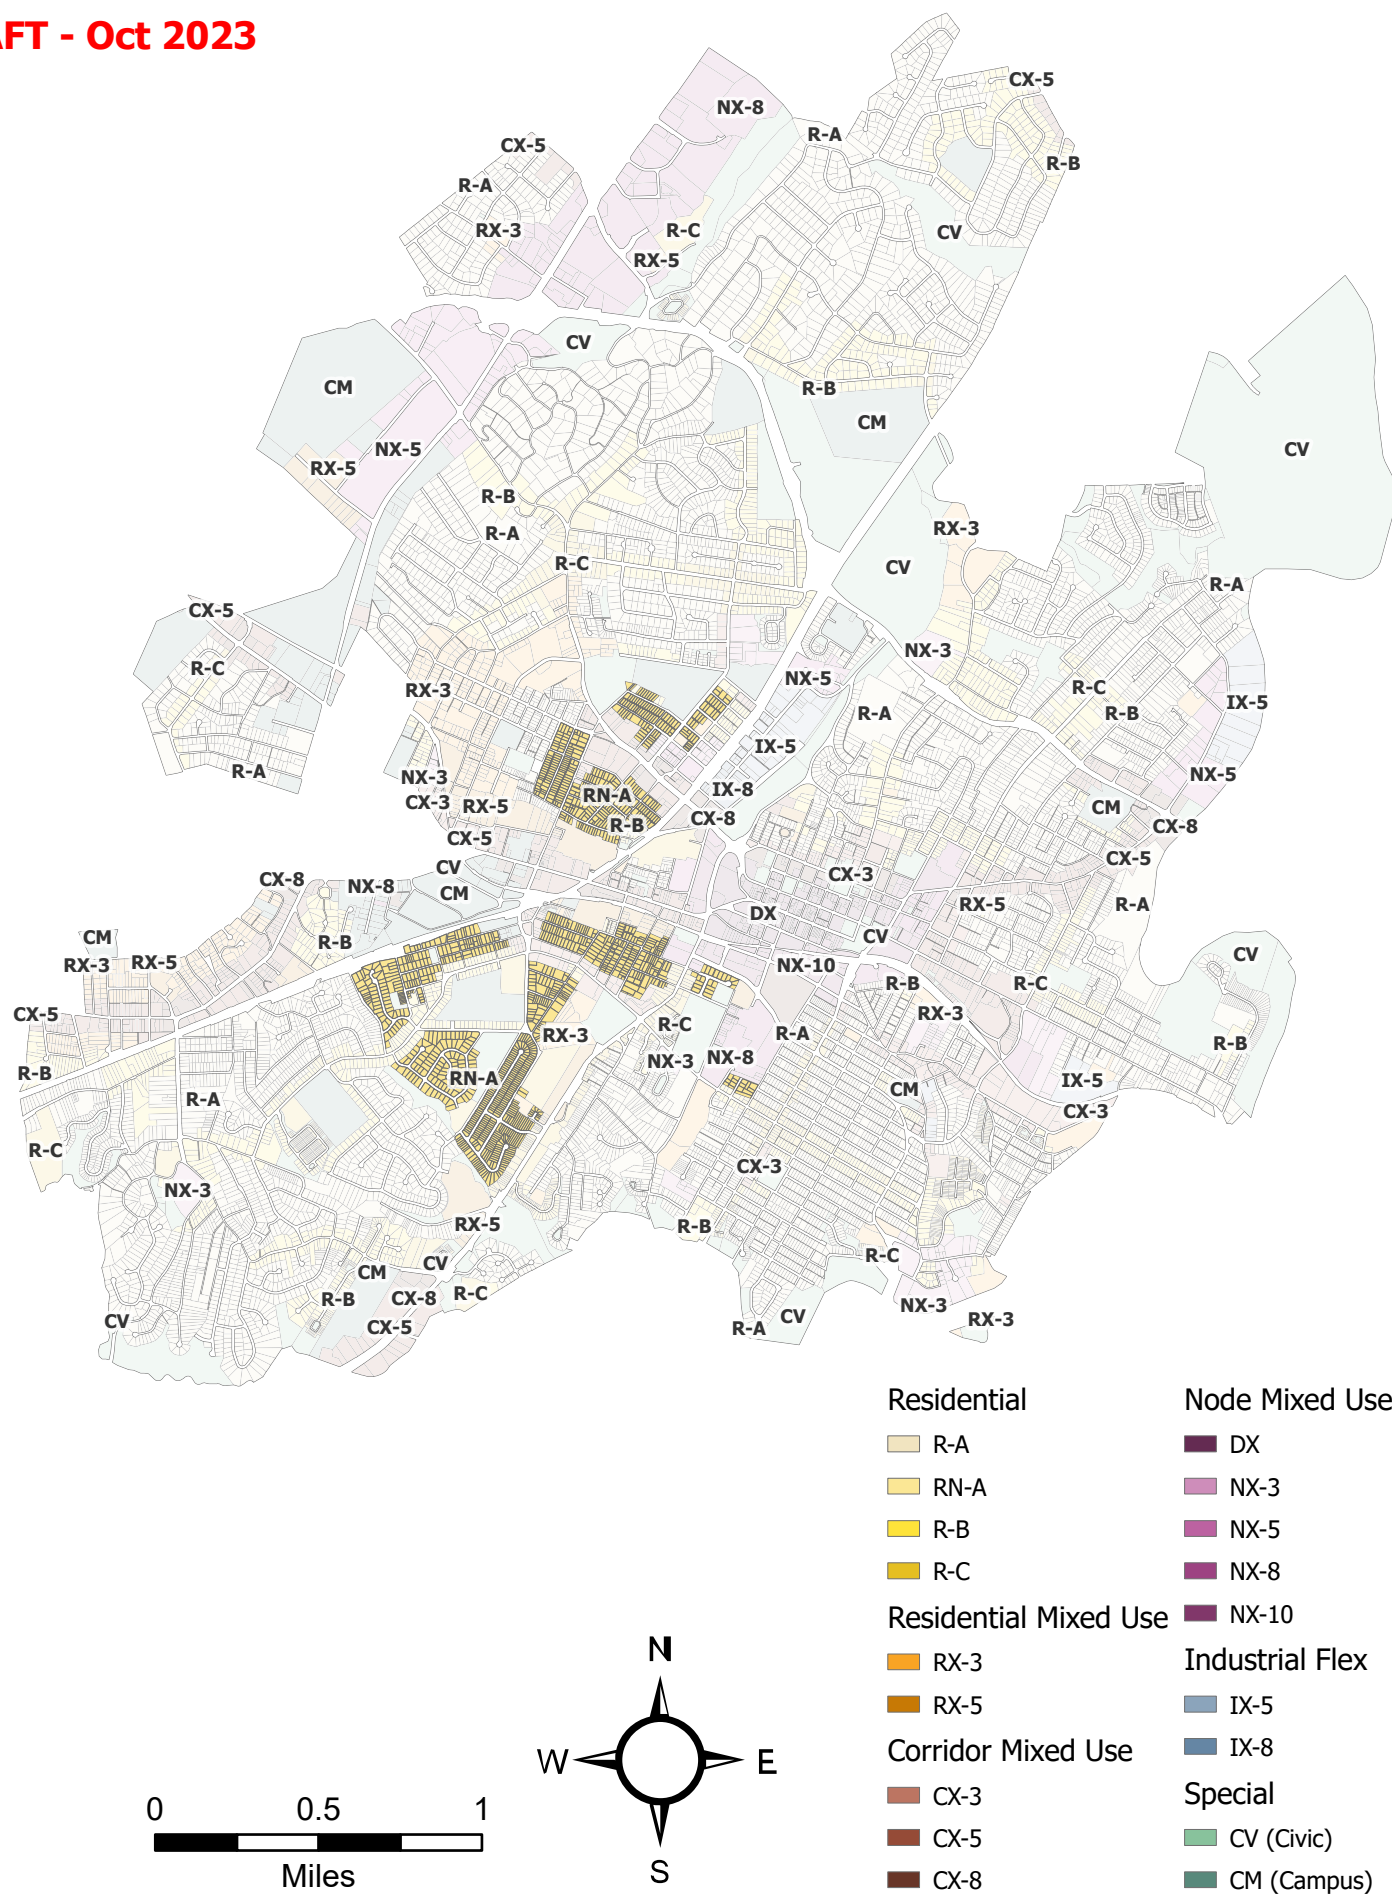 AFT - Oct 2023
CX-5
NX-8
R-A
CX-5
R-B
R-A
RX-3
R-C
CV
RX-5
CV
CM
R-B
CM
CV
NX-5
RX-5
R-B
R-A
RX-3
R-C
CV
R-A
CX-5
NX-3
R-C
NX-5
R-C
RX-3
IX-5
R-A
R-B
IX-5
R-A
NX-5
NX-3
IX-8
RN-A
CX-3
RX-5
CM
CX-8
R-B
CX-8
CX-5
CX-5
CV
CX-3
CX-8
NX-8
CM
RX-5
R-A
DX
CM
CV
R-B
CV
RX-3
RX-5
NX-10
R-B
R-C
CX-5
RX-3
R-C
RX-3
R-A
R-B
NX-3
NX-8
R-B
RN-A
IX-5
CM
R-A
CX-3
R-C
CX-3
NX-3
RX-5
R-B
R-C
CV
CM
R-C
R-B
CX-8
NX-3
CV
CX-5
R-A
CV
RX-3
Residential
R-A
RN-A
R-B
R-C
Residential Mixed Use
RX-3
RX-5
Corridor Mixed Use
CX-3
CX-5
CX-8
Node Mixed Use
DX
NX-3
NX-5
NX-8
NX-10
Industrial Flex
IX-5
IX-8
Special
CV (Civic)
CM (Campus)
N
W
E
S
0 0.5 1
Miles